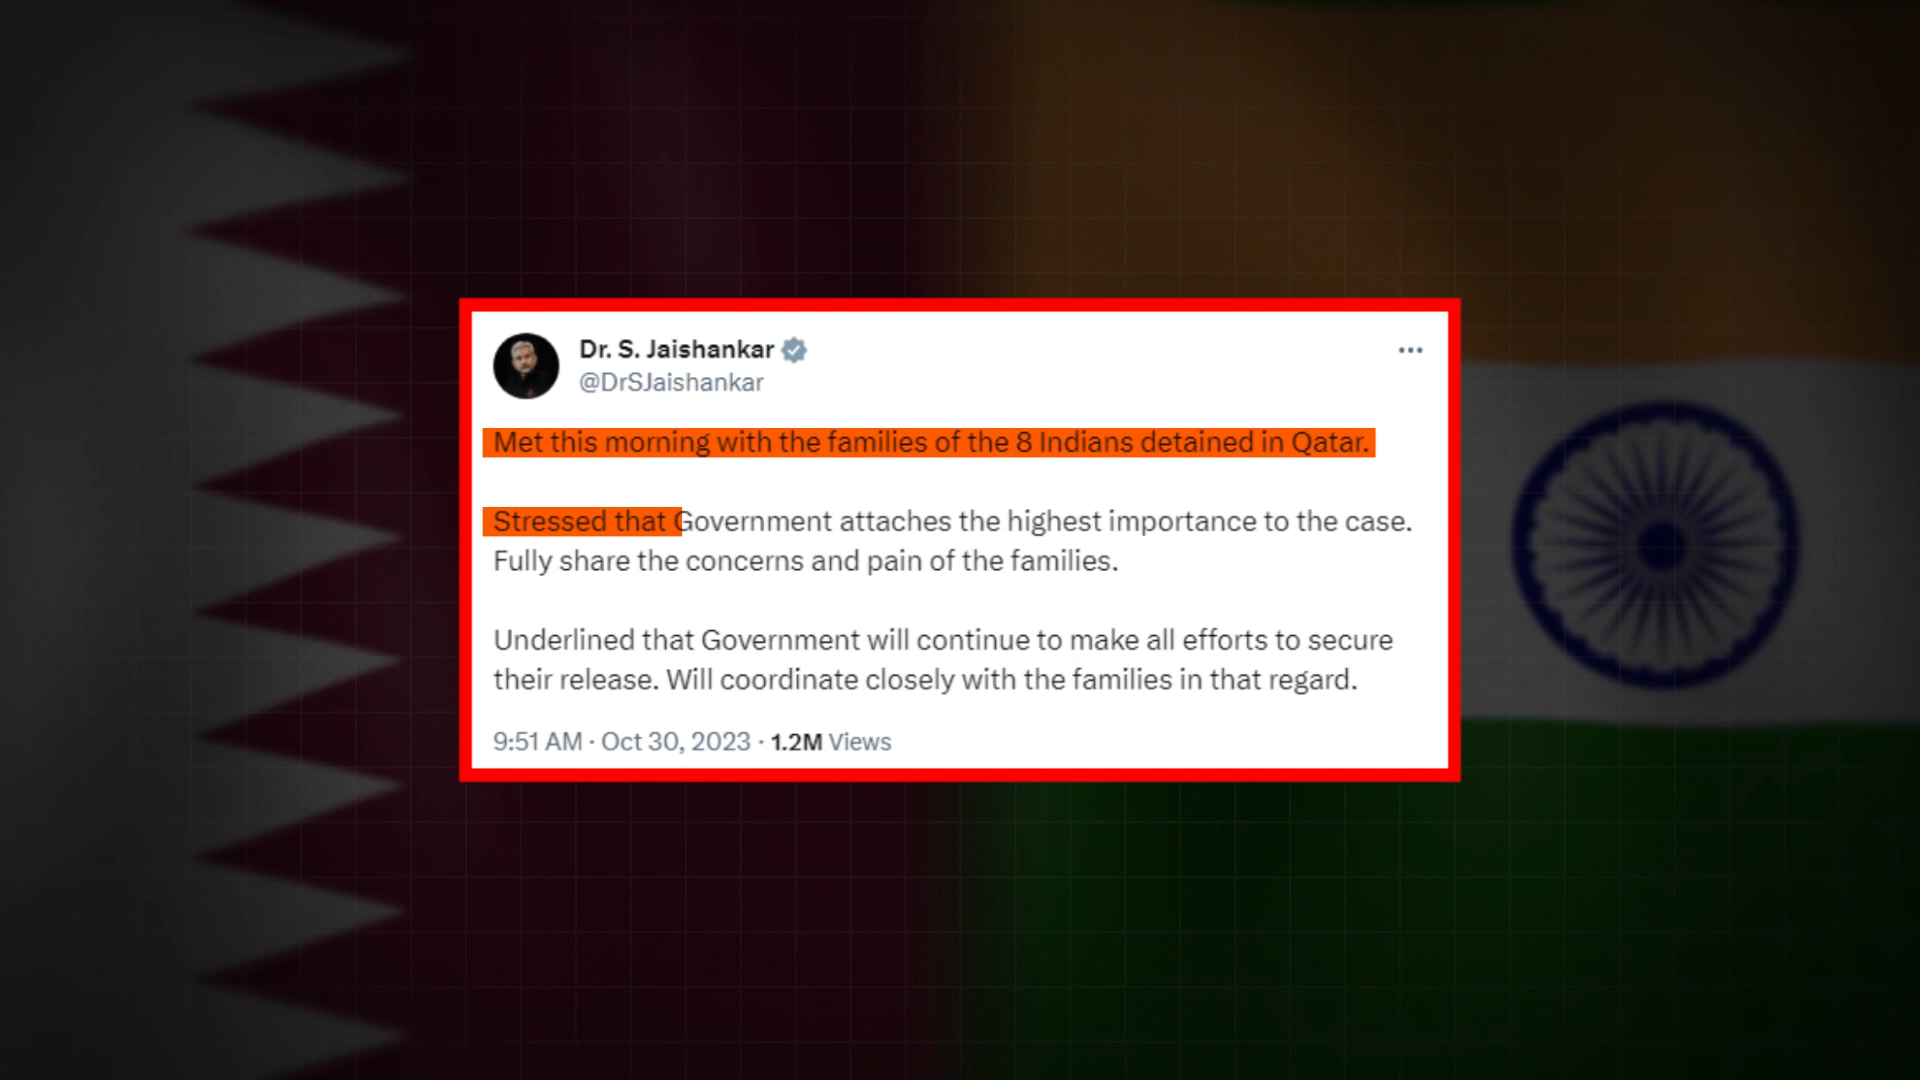 Dr. S. Jaishankar
@DrSJaishankar
Met this morning with the families of the 8 Indians detained in Qatar.
Stressed that Government attaches the highest importance to the case.
Fully share the concerns and pain of the families.
Underlined that Government will continue to make all efforts to secure
their release. Will coordinate closely with the families in that regard.
9:51 AM · Oct 30, 2023 · 1.2M Views